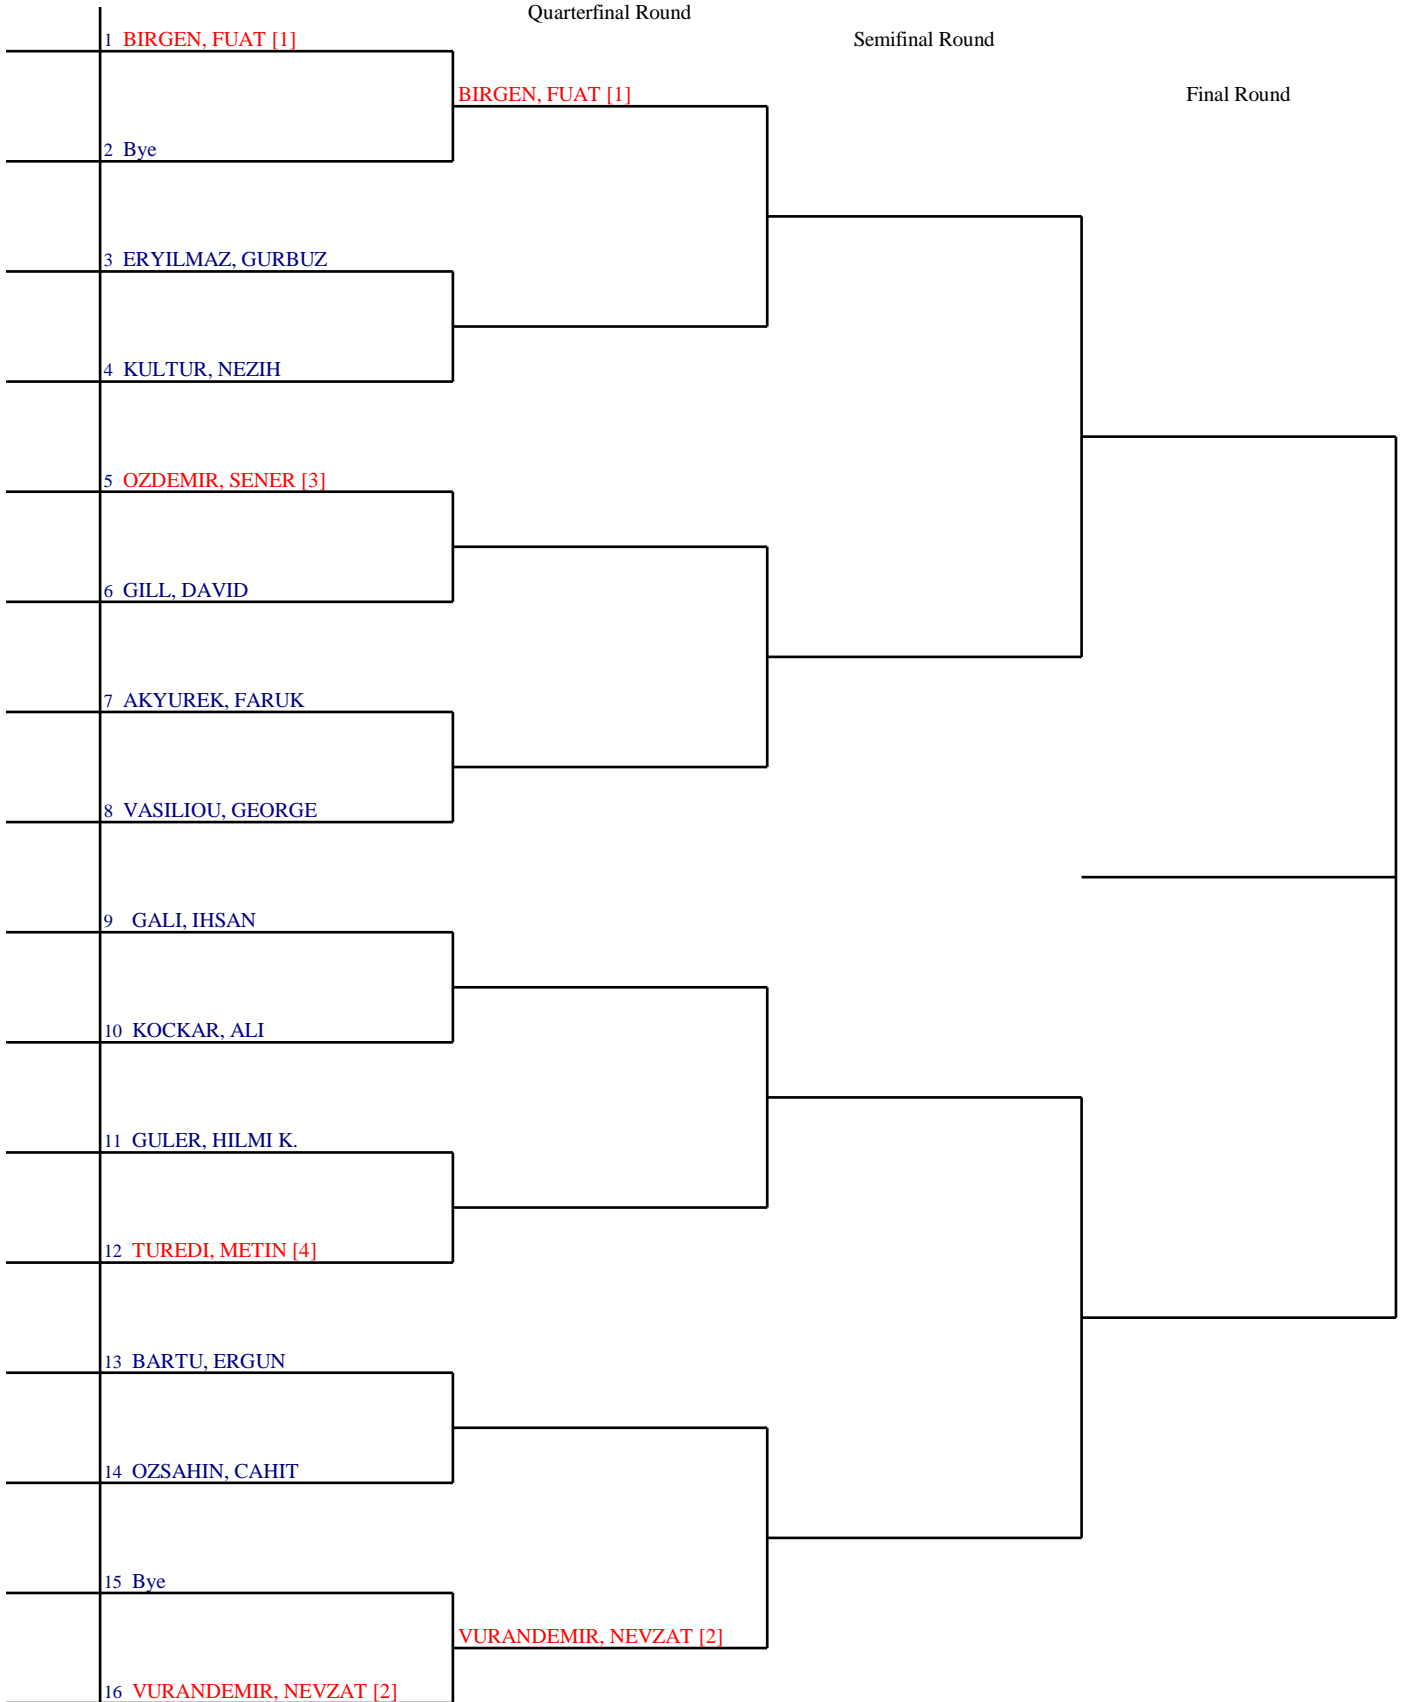 Quarterfinal Round
1 BIRGEN, FUAT [1]
Semifinal Round
BIRGEN, FUAT [1]
Final Round
2 Bye
3 ERYILMAZ, GURBUZ
4 KULTUR, NEZIH
5 OZDEMIR, SENER [3]
6 GILL, DAVID
7 AKYUREK, FARUK
8 VASILIOU, GEORGE
9 GALI, IHSAN
10 KOCKAR, ALI
11 GULER, HILMI K.
12 TUREDI, METIN [4]
13 BARTU, ERGUN
14 OZSAHIN, CAHIT
15 Bye
VURANDEMIR, NEVZAT [2]
16 VURANDEMIR, NEVZAT [2]